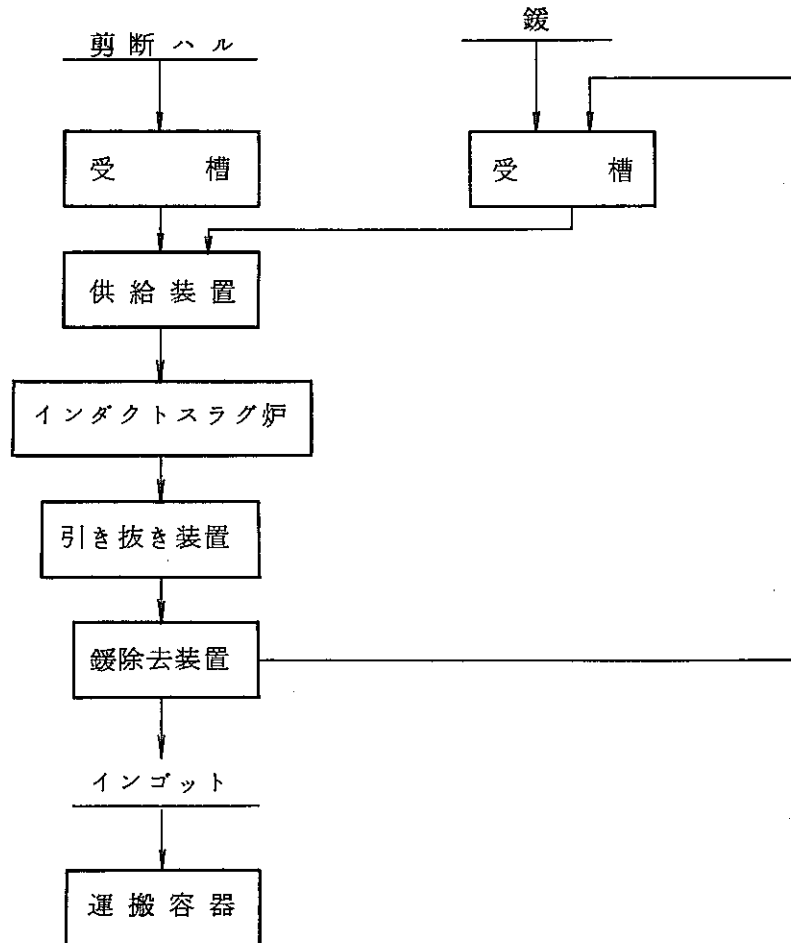 剪断ハル
鍰
受槽
受槽
供給装置
インダクトスラグ炉
引き抜き装置
鍰除去装置
インゴット
運搬容器